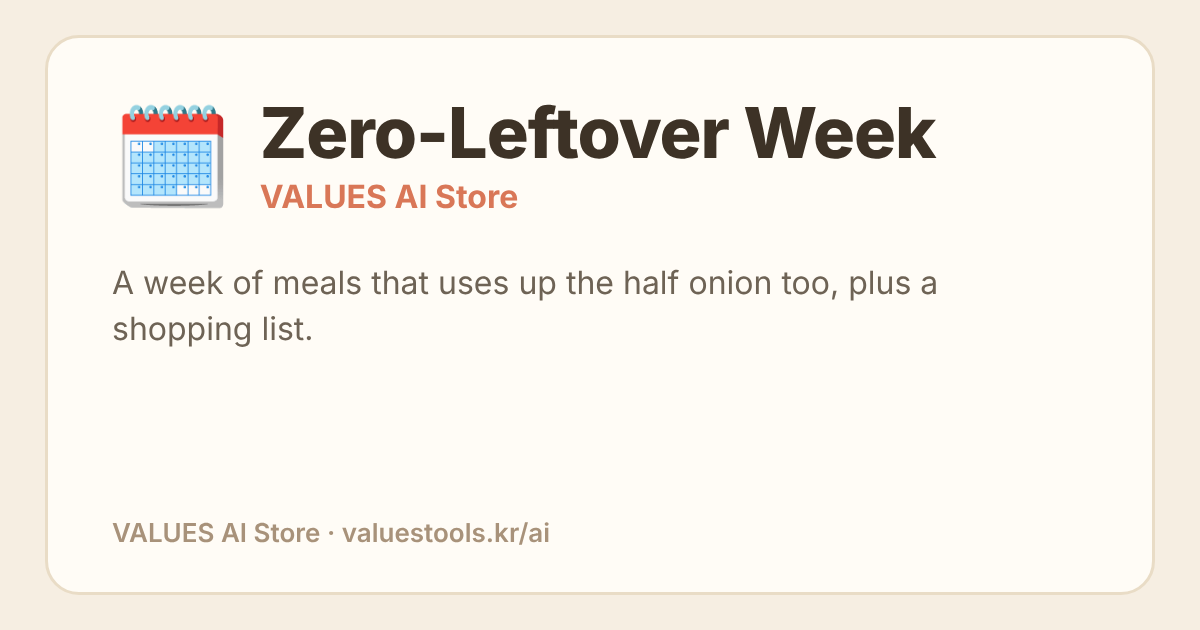 Zero-Leftover Week
VALUES AI Store
A week of meals that uses up the half onion too, plus a
shopping list.
VALUES AI Store · valuestools.kr/ai